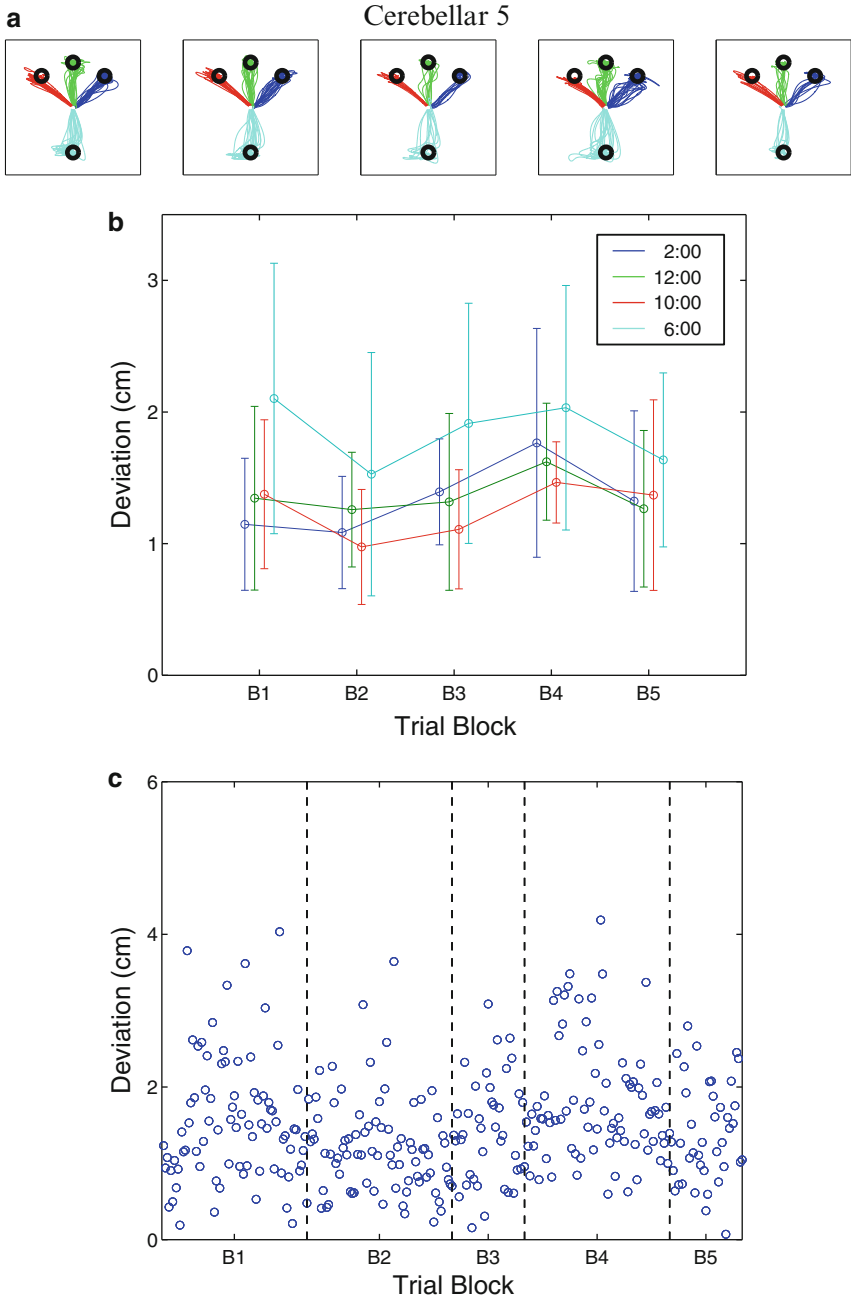 Cerebellar 5
a
b
3
2
1
0
Deviation (cm)
2:00
12:00
10:00
6:00
B1 B2 B3 B4 B5
Trial Block
c
6
4
2
0
Deviation (cm)
B1 B2 B3 B4 B5
Trial Block